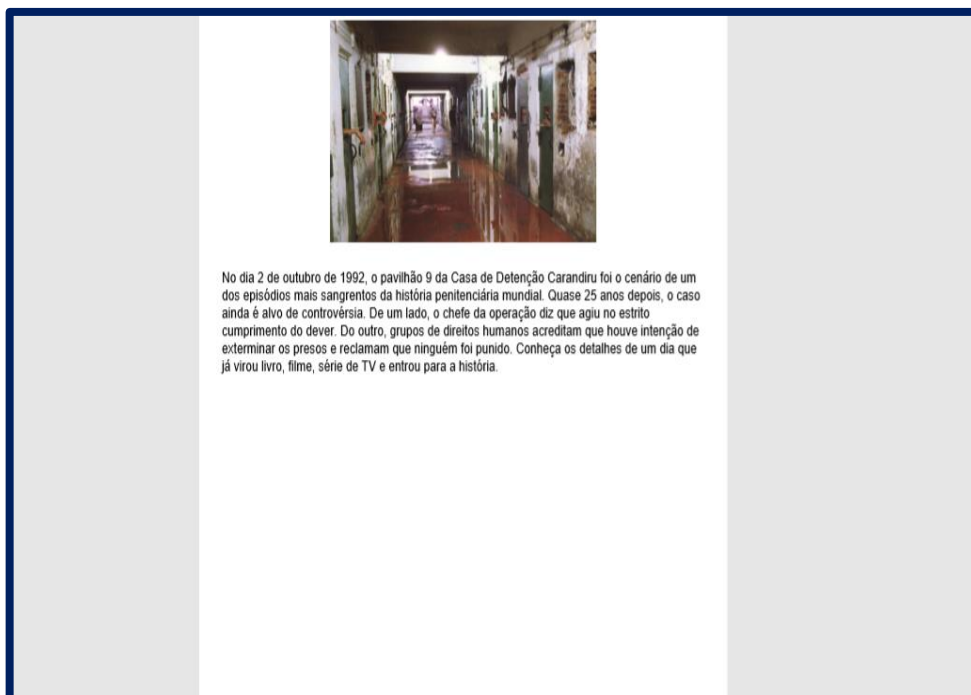 No dia 2 de outubro de 1992, o pavilhão 9 da Casa de Detenção Carandiru foi o cenário de um
dos episódios mais sangrentos da história penitenciária mundial. Quase 25 anos depois, o caso
ainda é alvo de controvérsia. De um lado, o chefe da operação diz que agiu no estrito
cumprimento do dever. Do outro, grupos de direitos humanos acreditam que houve intenção de
exterminar os presos e reclamam que ninguém foi punido. Conheça os detalhes de um dia que
já virou livro, filme, série de TV e entrou para a história.